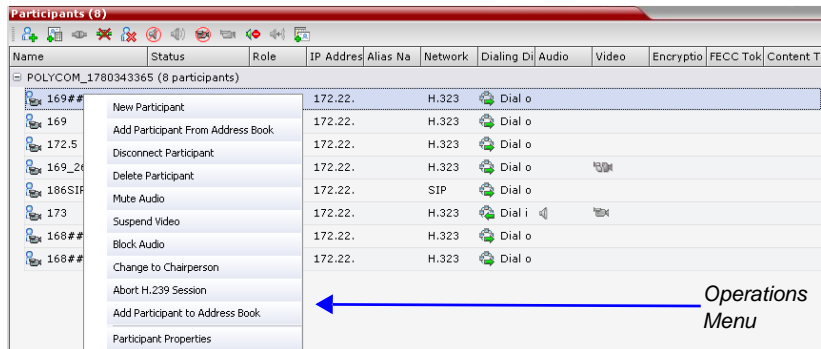 Participants (8)
Name Status Role IP Addres Alias Na Network Dialing Di Audio Video Encryptio FECC Tok Content T
POLYCOM_1780343365 (8 participants)
169## 172.22. H.323 Dial o
169 172.22. H.323 Dial o
172.5 172.22. H.323 Dial o
169_26 172.22. H.323 Dial o
186SIP 172.22. SIP Dial o
173 172.22. H.323 Dial i
168## 172.22. H.323 Dial o
168## 172.22. H.323 Dial o
New Participant
Add Participant From Address Book
Disconnect Participant
Delete Participant
Mute Audio
Suspend Video
Block Audio
Change to Chairperson
Abort H.239 Session
Add Participant to Address Book
Participant Properties
Operations
Menu